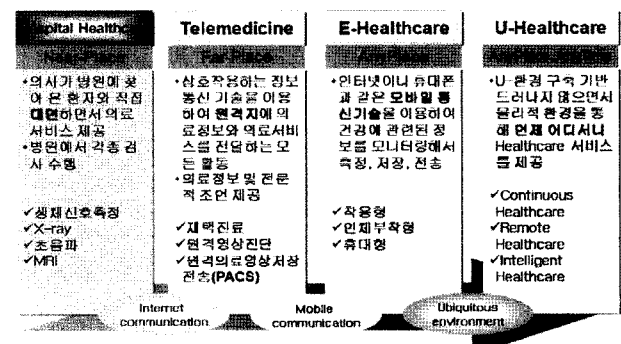 Hospital Healthcare
Near-Place
•의사가 병원에 찾
아 온 환자와 직접
대면하면서 의료
서비스 제공
•병원에서 각종 검
사 수행
✓생체신호측정
✓X-ray
✓초음파
✓MRI
Telemedicine
Far-Place
•상호작용하는 정보
통신 기술을 이용
하여 원격지에 의
료정보와 의료서비
스를 전달하는 모
든 활동
•의료정보 및 전문
적 조언 제공
✓재택진료
✓원격영상진단
✓원격의료영상저장
전송(PACS)
E-Healthcare
•인터넷이나 휴대폰
과 같은 모바일 통
신기술을 이용하여
건강에 관련된 정
보를 모니터링해서
측정, 저장, 전송
✓착용형
✓인체부착형
✓휴대형
U-Healthcare
•U-환경 구축 기반
드러나지 않으면서
물리적 환경을 통
해 언제 어디서나
Healthcare 서비스
를 제공
✓Continuous
Healthcare
✓Remote
Healthcare
✓Intelligent
Healthcare
Internet
communication
Mobile
communication
Ubiquitous
environment